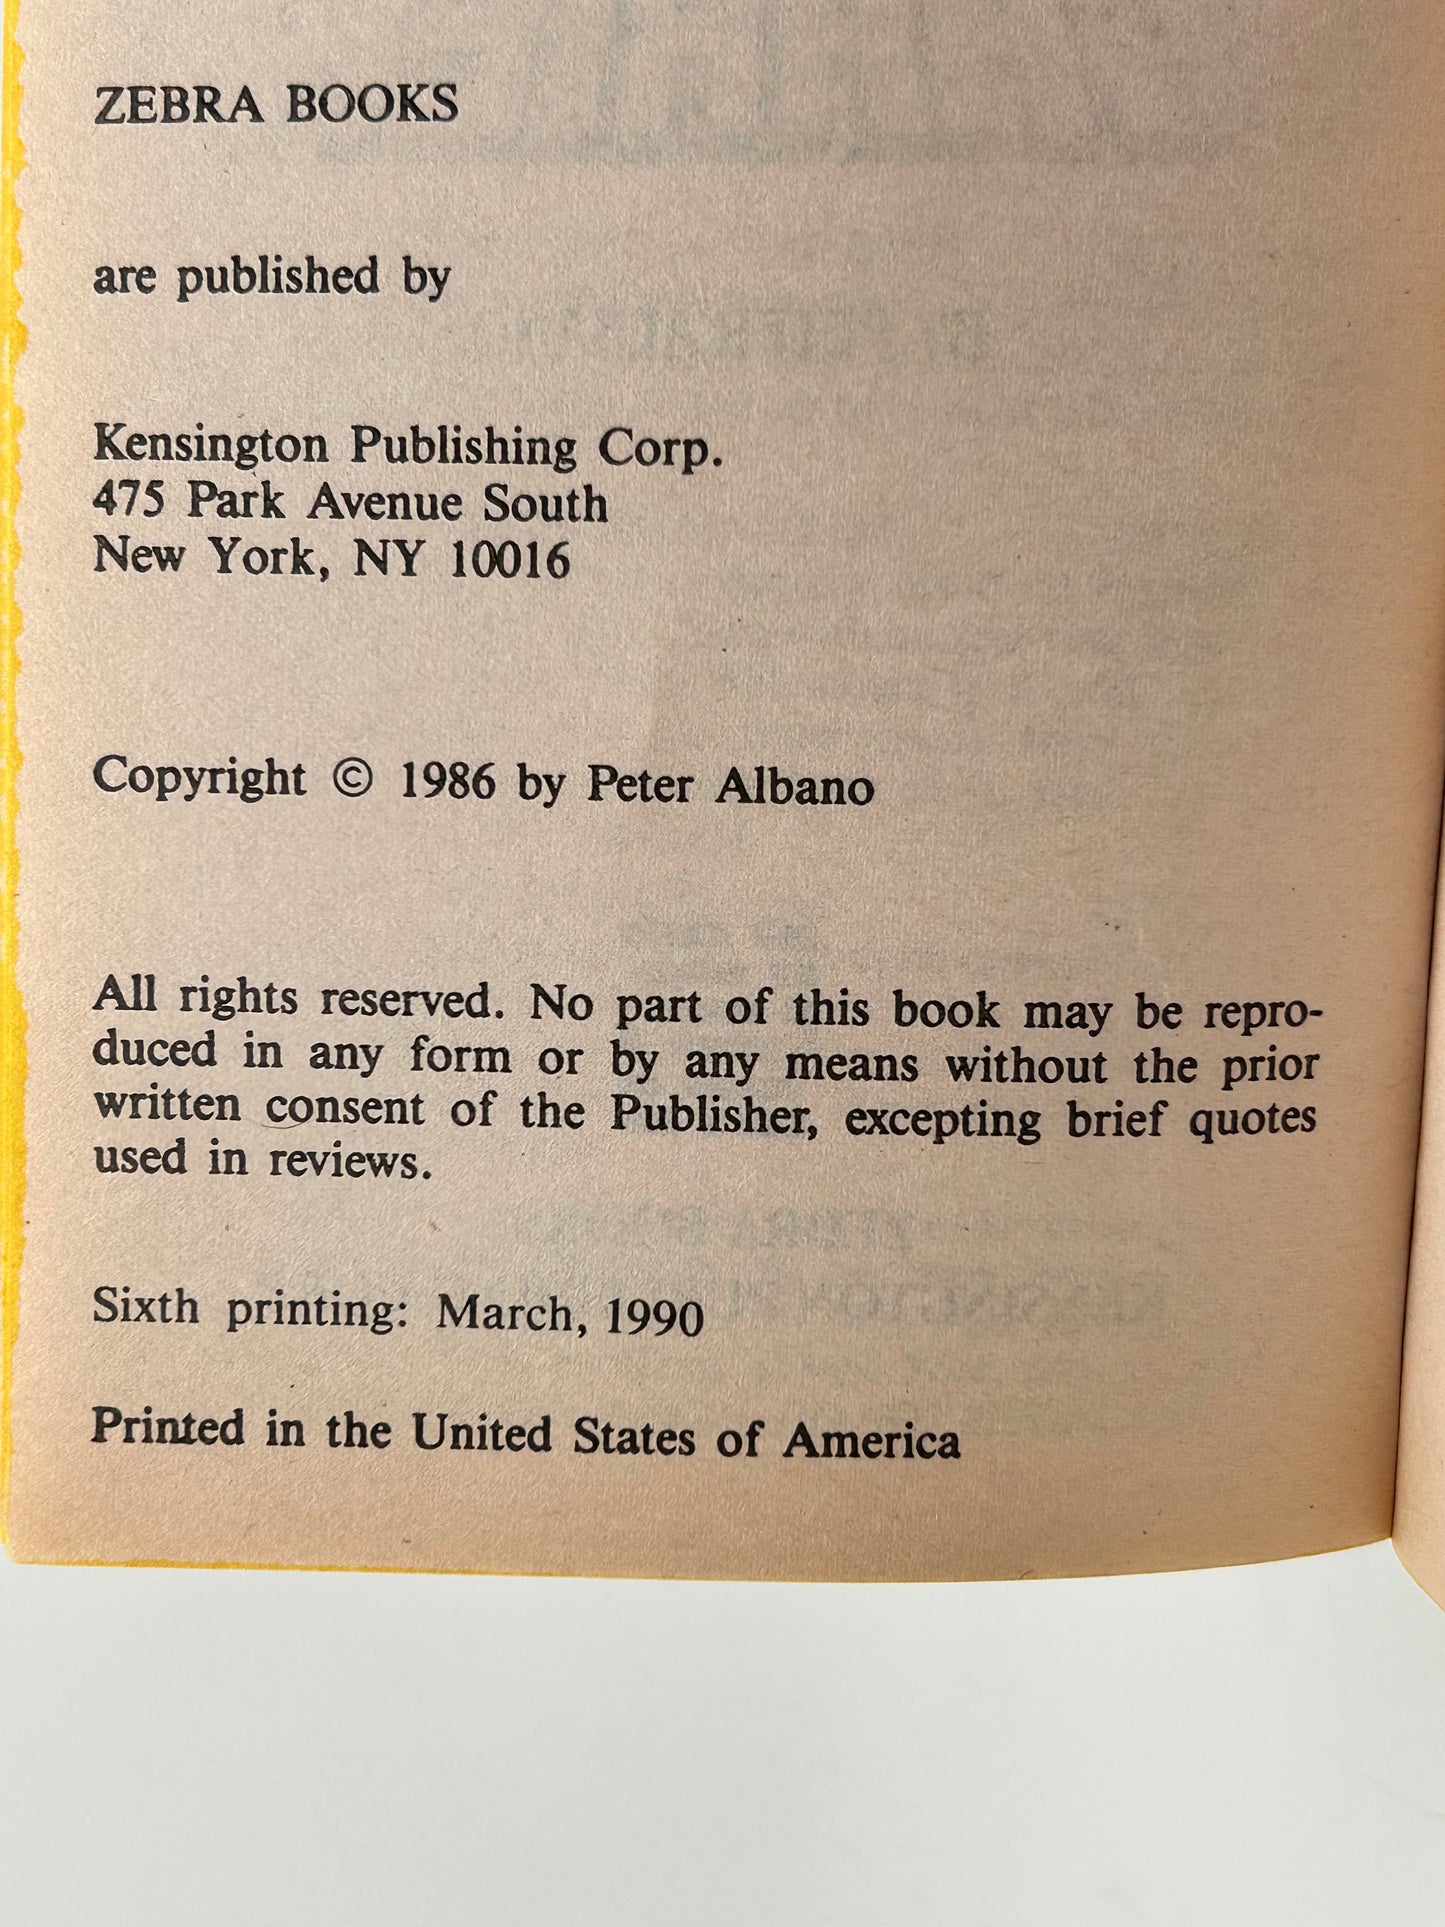 ZEBRA BOOKS
are published by
Kensington Publishing Corp.
475 Park Avenue South
New York, NY 10016
Copyright © 1986 by Peter Albano
All rights reserved. No part of this book may be repro-
duced in any form or by any means without the prior
written consent of the Publisher, excepting brief quotes
used in reviews.
Sixth printing: March, 1990
Printed in the United States of America